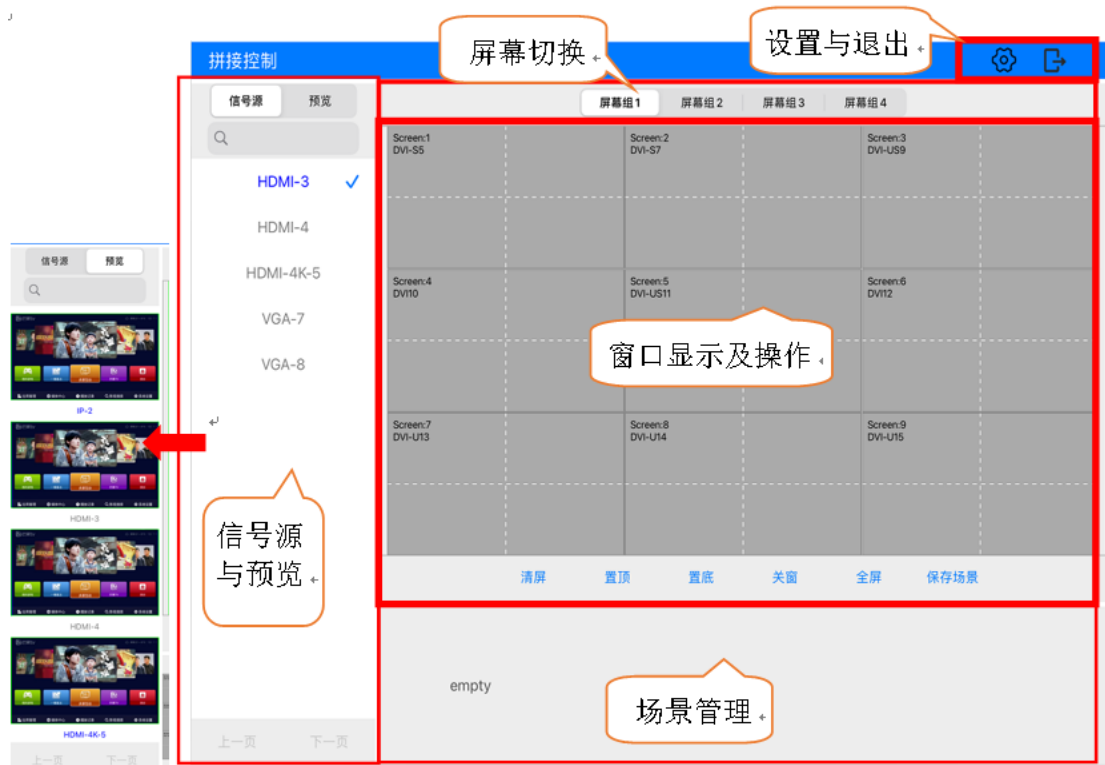 屏幕切换
设置与退出
拼接控制
信号源 预览
屏幕组1 屏幕组2 屏幕组3 屏幕组4
Screen:1
DVI-S5
Screen:2
DVI-S7
Screen:3
DVI-US9
HDMI-3
HDMI-4
HDMI-4K-5
VGA-7
VGA-8
Screen:4
DVI10
Screen:5
DVI-US11
Screen:6
DVI12
窗口显示及操作
Screen:7
DVI-U13
Screen:8
DVI-U14
Screen:9
DVI-U15
信号源
与预览
清屏 置顶 置底 关窗 全屏 保存场景
empty
场景管理
上一页 下一页
信号源 预览
IP-2
HDMI-3
HDMI-4
HDMI-4K-5
上一页 下一页